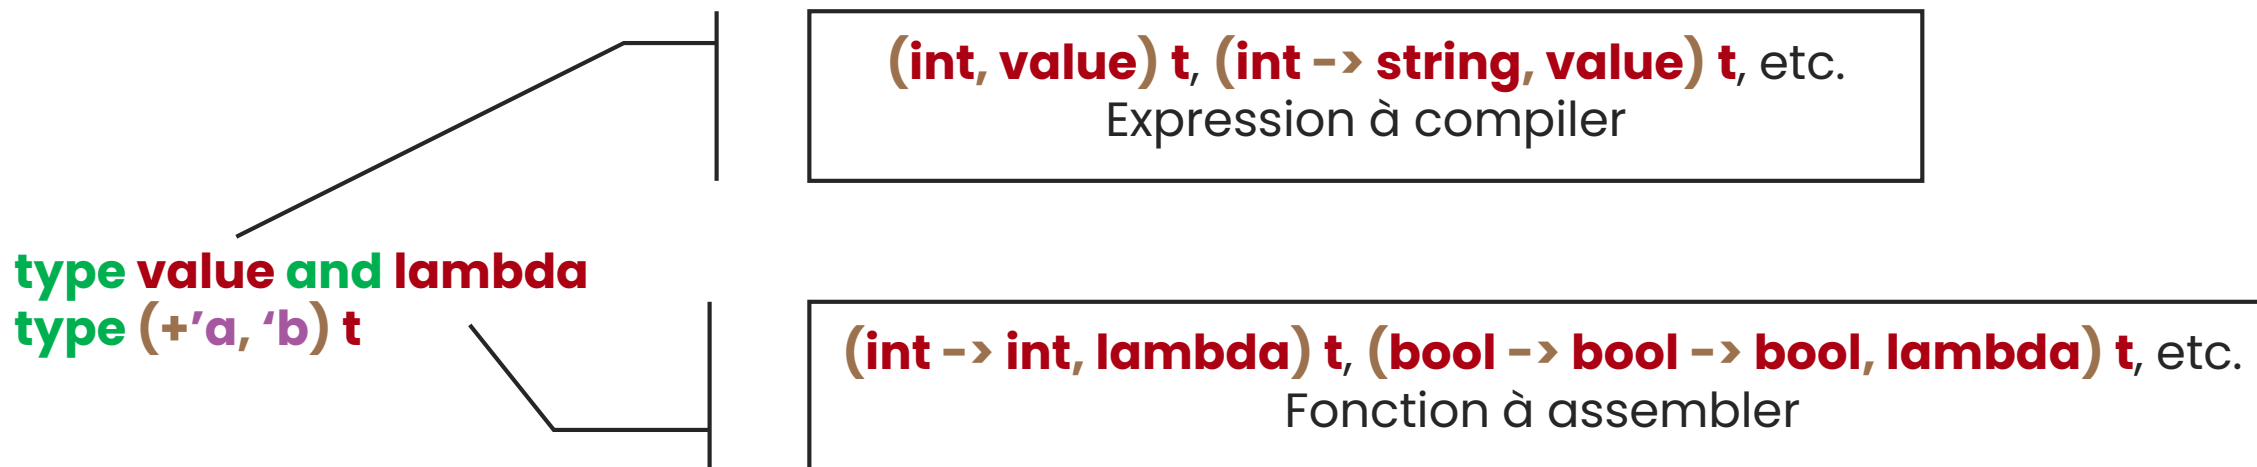 (int, value) t, (int -> string, value) t, etc.
Expression à compiler
type value and lambda
type (+’a, ‘b) t
(int -> int, lambda) t, (bool -> bool -> bool, lambda) t, etc.
Fonction à assembler